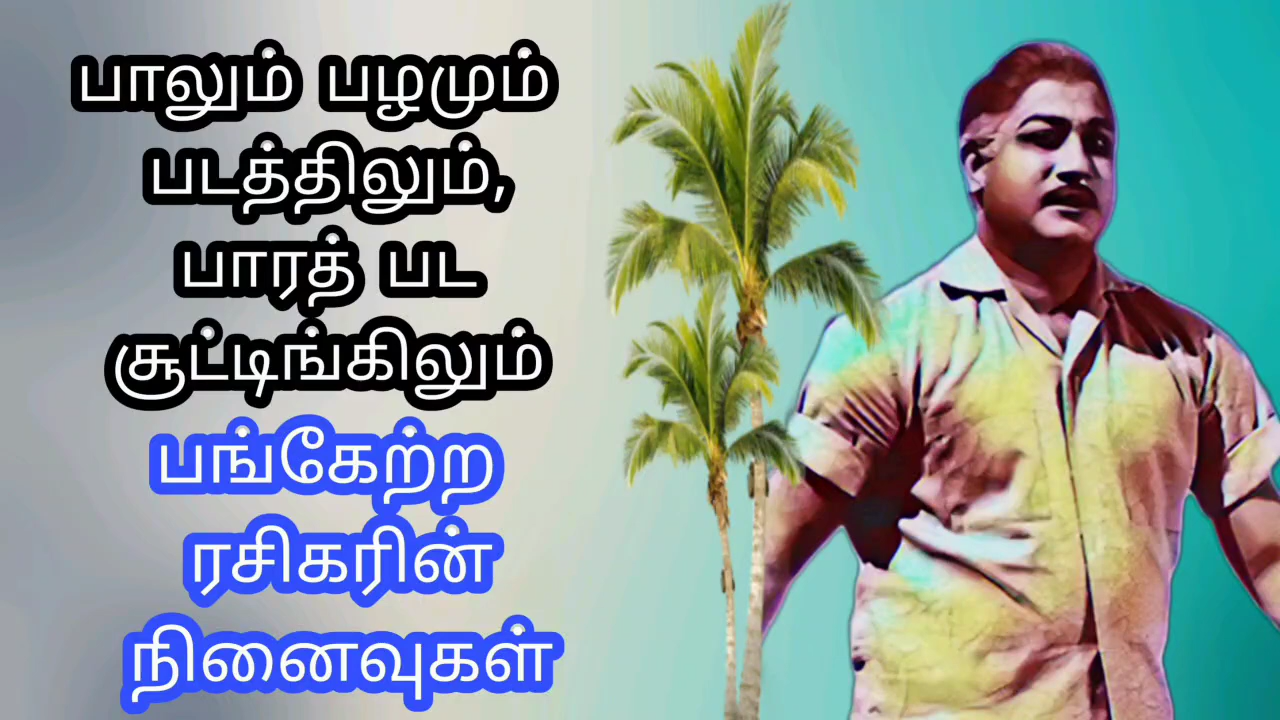 பாலும் பழமும்
படத்திலும்,
பாரத் பட
சூட்டிங்கிலும்
பங்கேற்ற
ரசிகரின்
நினைவுகள்